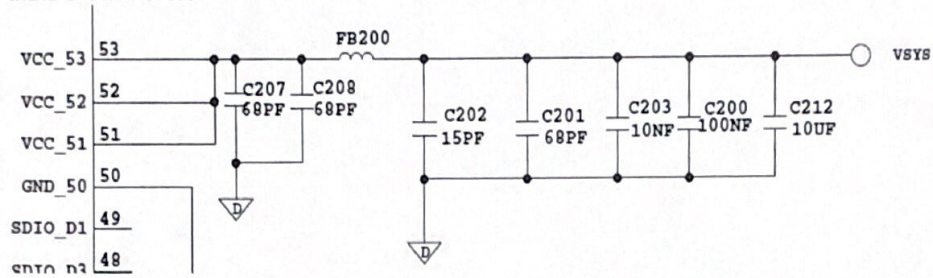 FB200
VCC_53 53
VSYS
C207
68PF
C208
68PF
VCC_52 52
C202
15PF
C201
68PF
C203
10NF
C200
100NF
C212
10UF
VCC_51 51
GND_50 50
D
SDIO_D1 49
D
SDIO_D3 48